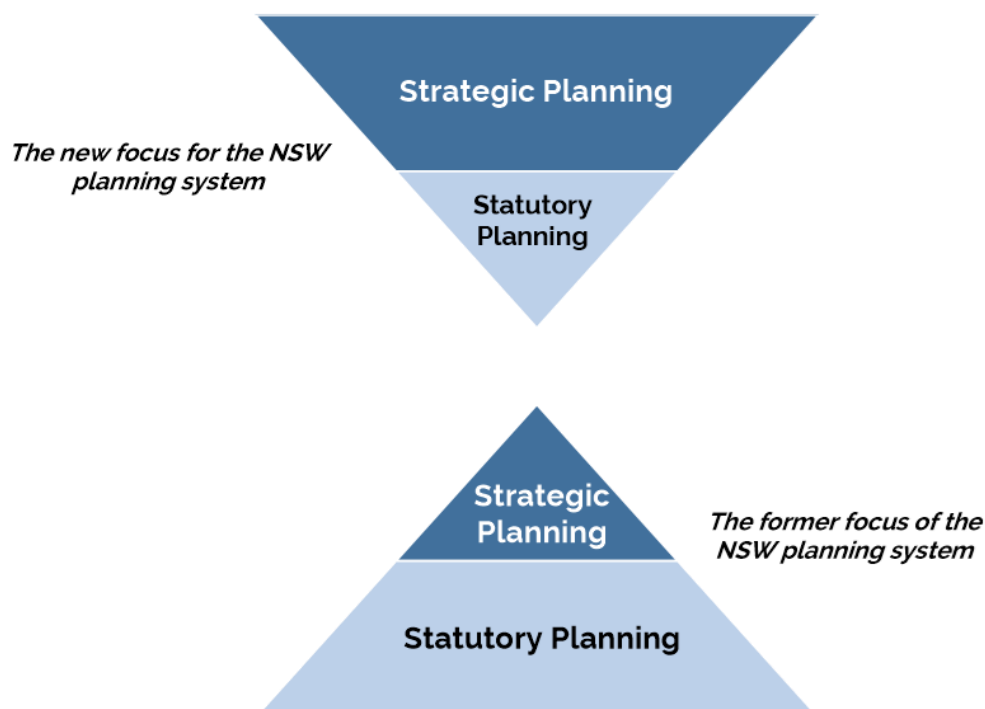 Strategic Planning
The new focus for the NSW
planning system
Statutory
Planning
Strategic
Planning
The former focus of the
NSW planning system
Statutory Planning